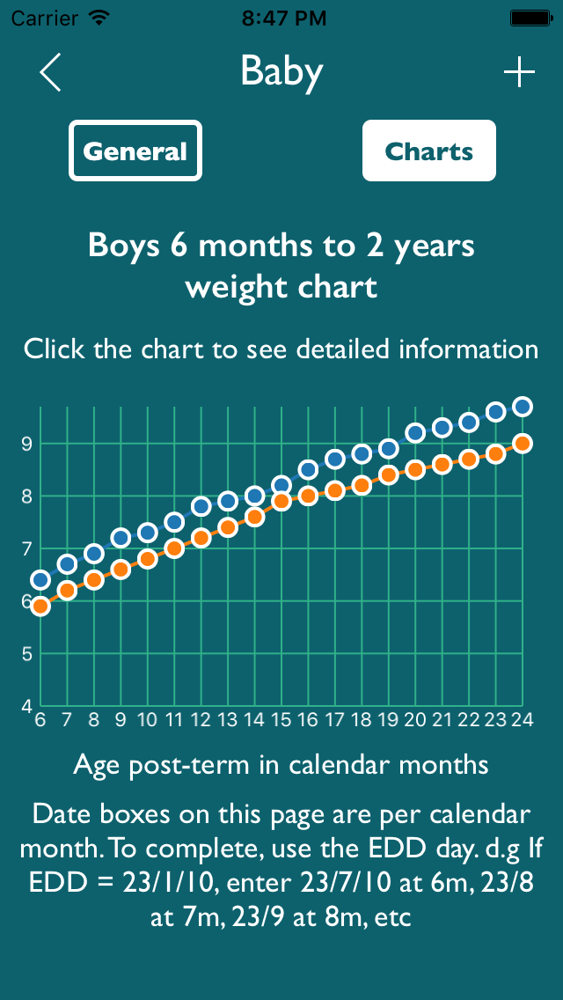 Carrier 8:47 PM
Baby
General Charts
Boys 6 months to 2 years
weight chart
Click the chart to see detailed information
9
8
7
6
5
4
6 7 8 9 10 11 12 13 14 15 16 17 18 19 20 21 22 23 24
Age post-term in calendar months
Date boxes on this page are per calendar
month. To complete, use the EDD day. d.g If
EDD = 23/1/10, enter 23/7/10 at 6m, 23/8
at 7m, 23/9 at 8m, etc